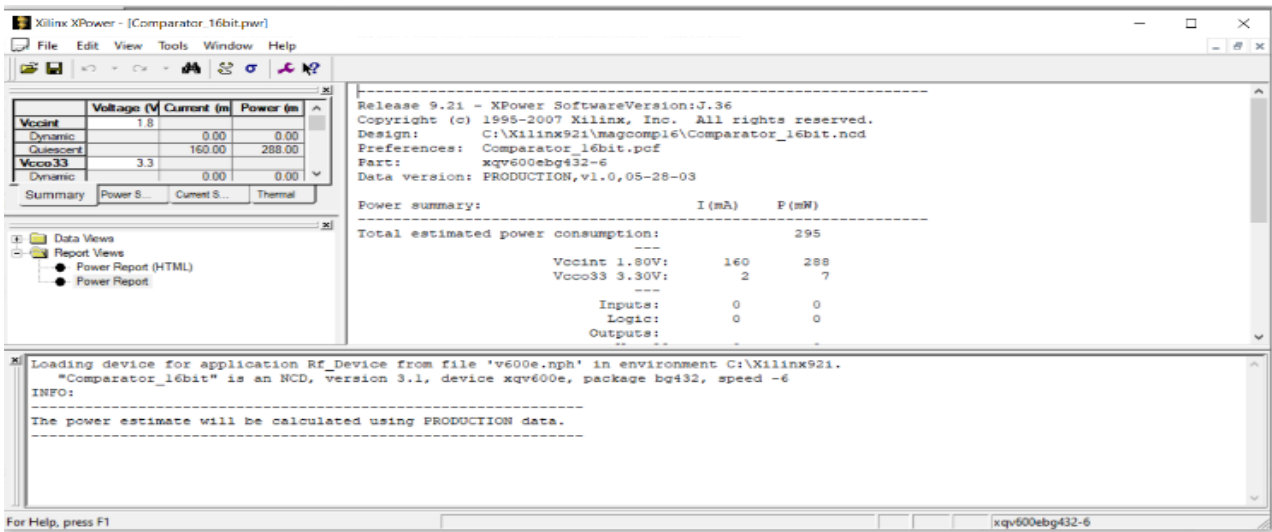 Xilinx XPower - [Comparator_16bit.pwr]
File Edit View Tools Window Help
Voltage (V Current (m Power (m
Vccint 1.8
Dynamic 0.00 0.00
Quiescent 160.00 288.00
Vcco33 3.3
Dynamic 0.00 0.00
Summary Power S... Current S... Thermal
Data Views
Report Views
Power Report (HTML)
Power Report
Release 9.2i - XPower SoftwareVersion:J.36
Copyright (c) 1995-2007 Xilinx, Inc. All rights reserved.
Design: C:\Xilinx92i\magcomp16\Comparator_16bit.ncd
Preferences: Comparator_16bit.pcf
Part: xqv600ebg432-6
Data version: PRODUCTION,v1.0,05-28-03
Power summary: I(mA) P(mW)
Total estimated power consumption: 295
---
Vccint 1.80V: 160 288
Vcco33 3.30V: 2 7
---
Inputs: 0 0
Logic: 0 0
Outputs:
Loading device for application Rf_Device from file 'v600e.nph' in environment C:\Xilinx92i.
"Comparator_16bit" is an NCD, version 3.1, device xqv600e, package bg432, speed -6
INFO:
The power estimate will be calculated using PRODUCTION data.
For Help, press F1
xqv600ebg432-6